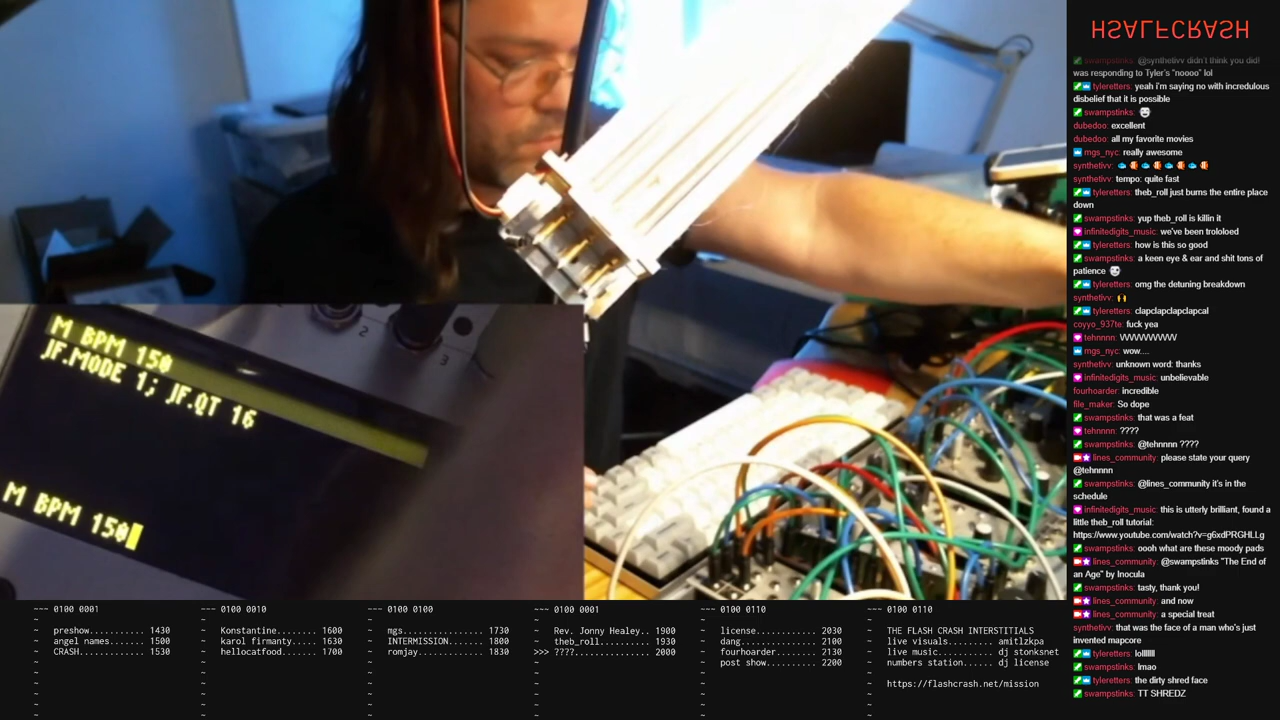 HSALFCRASH
swampstinks: @synthetivv didn't think you did!
was responding to Tyler's "noooo" lol
tyleretters: yeah i'm saying no with incredulous
disbelief that it is possible
swampstinks:
dubedoo: excellent
dubedoo: all my favorite movies
mgs_nyc: really awesome
synthetivv: 🐟 🐠 🐟 🐠 🐟 🐠 🐟 🐠
synthetivv: tempo: quite fast
tyleretters: theb_roll just burns the entire place
down
swampstinks: yup theb_roll is killin it
infinitedigits_music: we've been trololoed
tyleretters: how is this so good
swampstinks: a keen eye & ear and shit tons of
patience
tyleretters: omg the detuning breakdown
synthetivv: 🙌
tyleretters: clapclapclapclapcal
coyyo_937te: fuck yea
tehnnnn: \/\/\/\/\/\/\/\/\/\/
mgs_nyc: wow....
synthetivv: unknown word: thanks
infinitedigits_music: unbelievable
fourhoarder: incredible
file_maker: So dope
swampstinks: that was a feat
tehnnnn: ????
swampstinks: @tehnnnn ????
lines_community: please state your query
@tehnnnn
swampstinks: @lines_community it's in the
schedule
infinitedigits_music: this is utterly brilliant, found a
little theb_roll tutorial:
https://www.youtube.com/watch?v=g6xdPRGHLLg
swampstinks: oooh what are these moody pads
lines_community: @swampstinks "The End of
an Age" by Inocula
swampstinks: tasty, thank you!
lines_community: and now
lines_community: a special treat
synthetivv: that was the face of a man who's just
invented mapcore
tyleretters: lolllllll
swampstinks: lmao
tyleretters: the dirty shred face
swampstinks: TT SHREDZ
M BPM 150
JF.MODE 1; JF.QT 16
M BPM 150
2
3
~~~ 0100 0001
preshow.......... 1430
angel names...... 1500
CRASH............ 1530
~~~ 0100 0010
Konstantine...... 1600
karol firmanty... 1630
hellocatfood..... 1700
~~~ 0100 0100
mgs.............. 1730
INTERMISSION..... 1800
romjay........... 1830
~~~ 0100 0001
Rev. Jonny Healey.. 1900
theb_roll.......... 1930
>>> ????............... 2000
~~~ 0100 0110
license.......... 2030
dang............. 2100
fourhoarder...... 2130
post show........ 2200
~~~ 0100 0110
THE FLASH CRASH INTERSTITIALS
live visuals....... amitlzkpa
live music...... dj stonksnet
numbers station...... dj license
https://flashcrash.net/mission